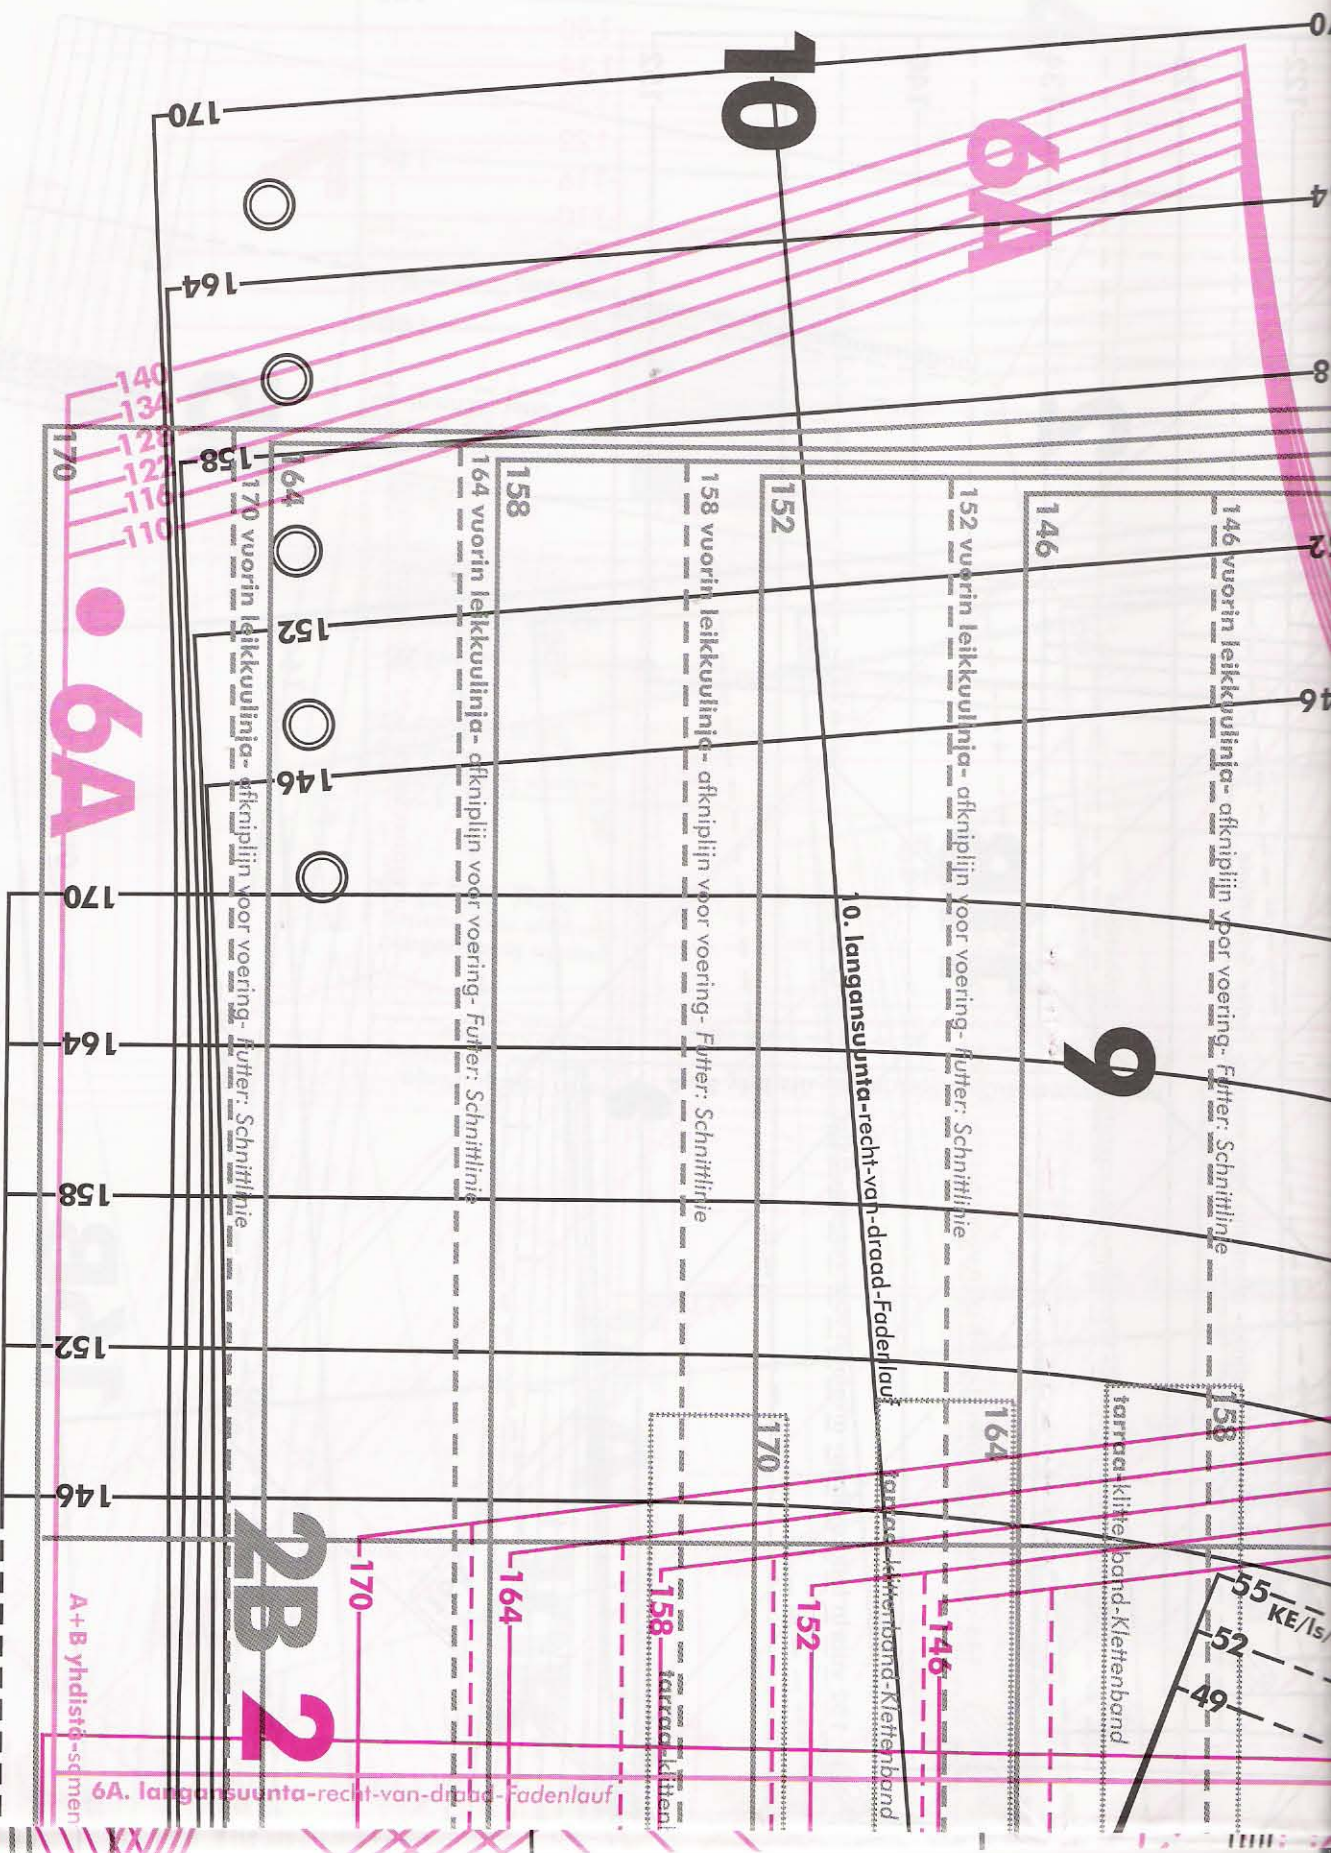 10
170
6A
164
140
134
128
122
116
110
158
170
164
158
152
146
170 vuorin leikkuulinja- afkniplijn voor voering- Futter: Schnittlinie
164 vuorin leikkuulinja- afkniplijn voor voering- Futter: Schnittlinie
158 vuorin leikkuulinja- afkniplijn voor voering- Futter: Schnittlinie
152 vuorin leikkuulinja- afkniplijn voor voering- Futter: Schnittlinie
146 vuorin leikkuulinja- afkniplijn voor voering- Futter: Schnittlinie
152
6A
146
170
10. langansuunta-recht-van-draad-Fadenlauf
164
9
158
152
146
170
164
158
tarraa-klittenband-Klettenband
tarraa-klittenband-Klettenband
tarraa-klittenb
2B
2
170
164
158
152
146
55
KE/ls/
52
49
A+B yhdistä-samen
6A. langansuunta-recht-van-draad-Fadenlauf